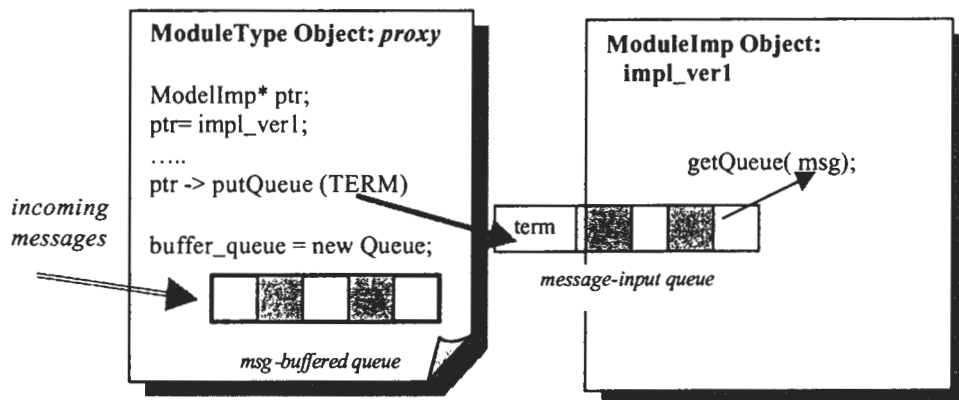 ModuleType Object: proxy
ModelImp* ptr;
ptr= impl_ver1;
.....
ptr -> putQueue (TERM)
buffer_queue = new Queue;
msg-buffered queue
incoming
messages
term
message-input queue
ModuleImp Object:
impl_ver1
getQueue( msg);